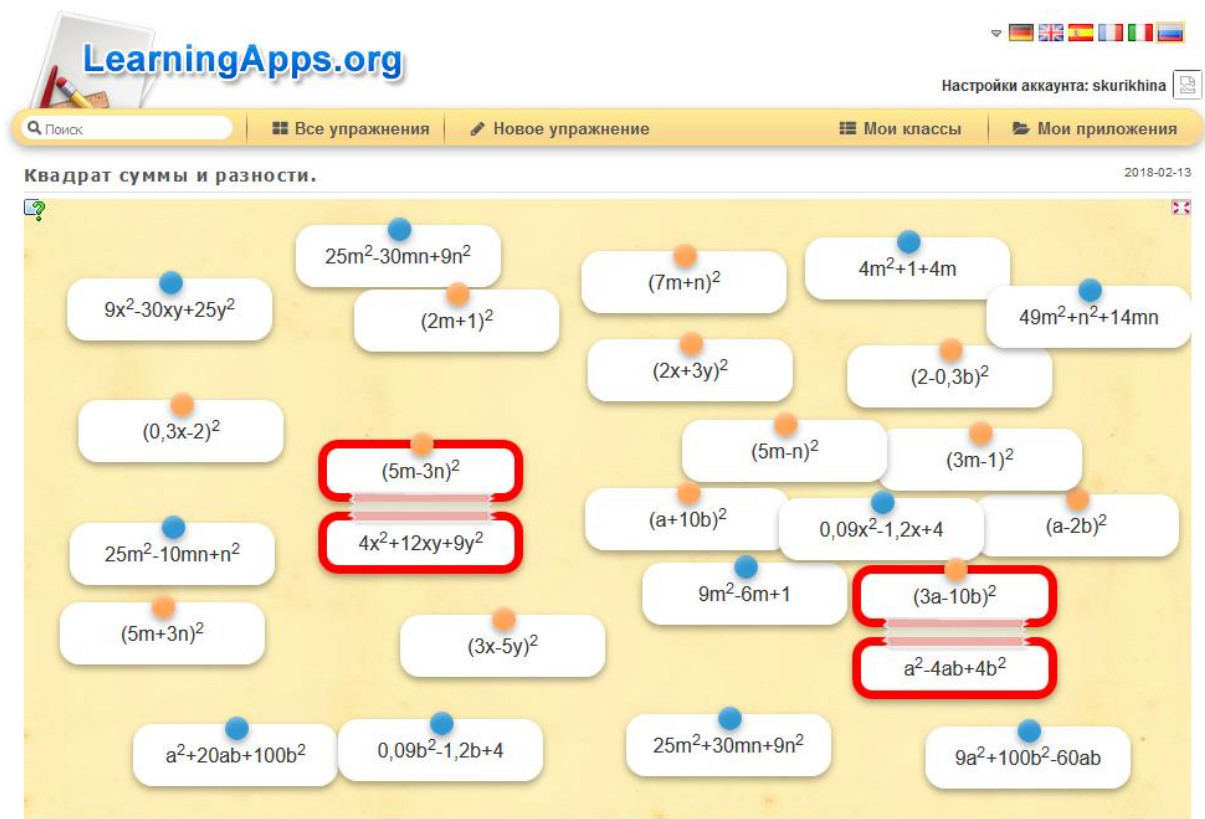 LearningApps.org
Настройки аккаунта: skurikhina
Поиск
Все упражнения
Новое упражнение
Мои классы
Мои приложения
Квадрат суммы и разности.
2018-02-13
25m²-30mn+9n²
4m²+1+4m
(7m+n)²
9x²-30xy+25y²
(2m+1)²
49m²+n²+14mn
(2x+3y)²
(2-0,3b)²
(0,3x-2)²
(5m-n)²
(3m-1)²
(5m-3n)²
4x²+12xy+9y²
(a+10b)²
0,09x²-1,2x+4
(a-2b)²
25m²-10mn+n²
9m²-6m+1
(3a-10b)²
a²-4ab+4b²
(5m+3n)²
(3x-5y)²
a²+20ab+100b²
0,09b²-1,2b+4
25m²+30mn+9n²
9a²+100b²-60ab